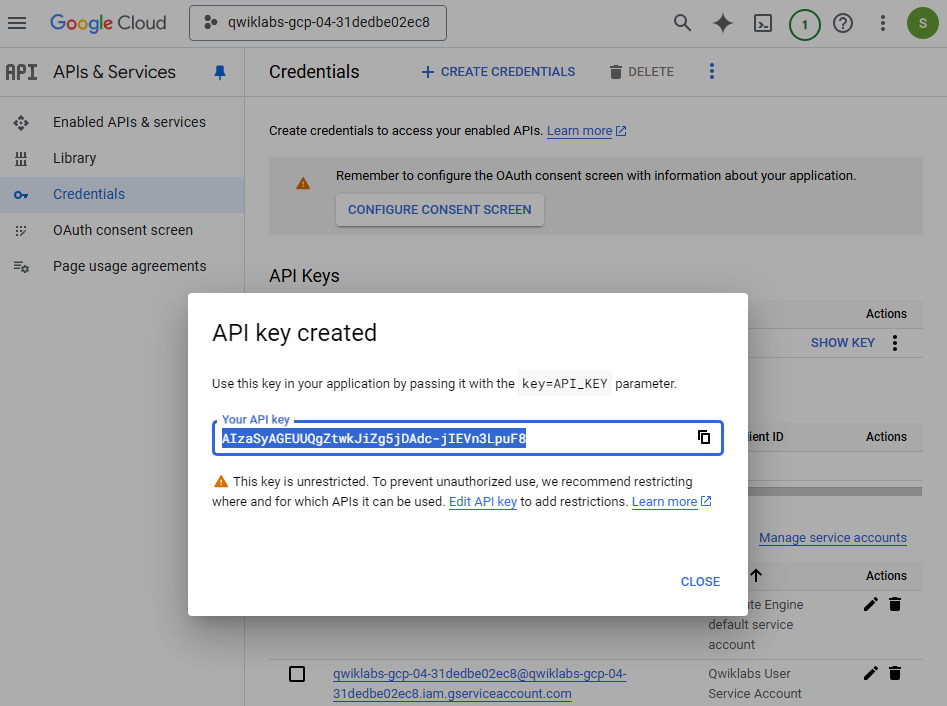 Google Cloud
qwiklabs-gcp-04-31dedbe02ec8
1
S
API
APIs & Services
Credentials
CREATE CREDENTIALS
DELETE
Enabled APIs & services
Library
Credentials
OAuth consent screen
Page usage agreements
Create credentials to access your enabled APIs. Learn more
Remember to configure the OAuth consent screen with information about your application.
CONFIGURE CONSENT SCREEN
API Keys
Actions
SHOW KEY
API key created
Use this key in your application by passing it with the key=API_KEY parameter.
Your API key
AIzaSyAGEUUQgZtwkJiZg5jDAdc-jIEVn3LpuF8
This key is unrestricted. To prevent unauthorized use, we recommend restricting
where and for which APIs it can be used. Edit API key to add restrictions. Learn more
CLOSE
ID
Actions
Manage service accounts
Actions
Engine
default service
account
qwiklabs-gcp-04-31dedbe02ec8@qwiklabs-gcp-04-
31dedbe02ec8.iam.gserviceaccount.com
Qwiklabs User
Service Account